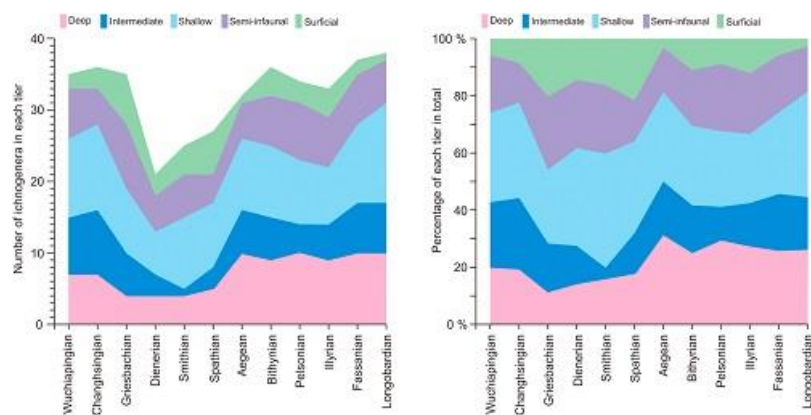 Deep Intermediate Shallow Semi-infaunal Surficial
40
30
20
10
0
Number of ichnogenera in each tier
Wuchiapingian
Changhsingian
Griesbachian
Dienerian
Smithian
Spathian
Aegean
Bithynian
Pelsonian
Illyrian
Fassanian
Longobardian
Deep Intermediate Shallow Semi-infaunal Surficial
100 %
80
60
40
20
0 %
Percentage of each tier in total
Wuchiapingian
Changhsingian
Griesbachian
Dienerian
Smithian
Spathian
Aegean
Bithynian
Pelsonian
Illyrian
Fassanian
Longobardian